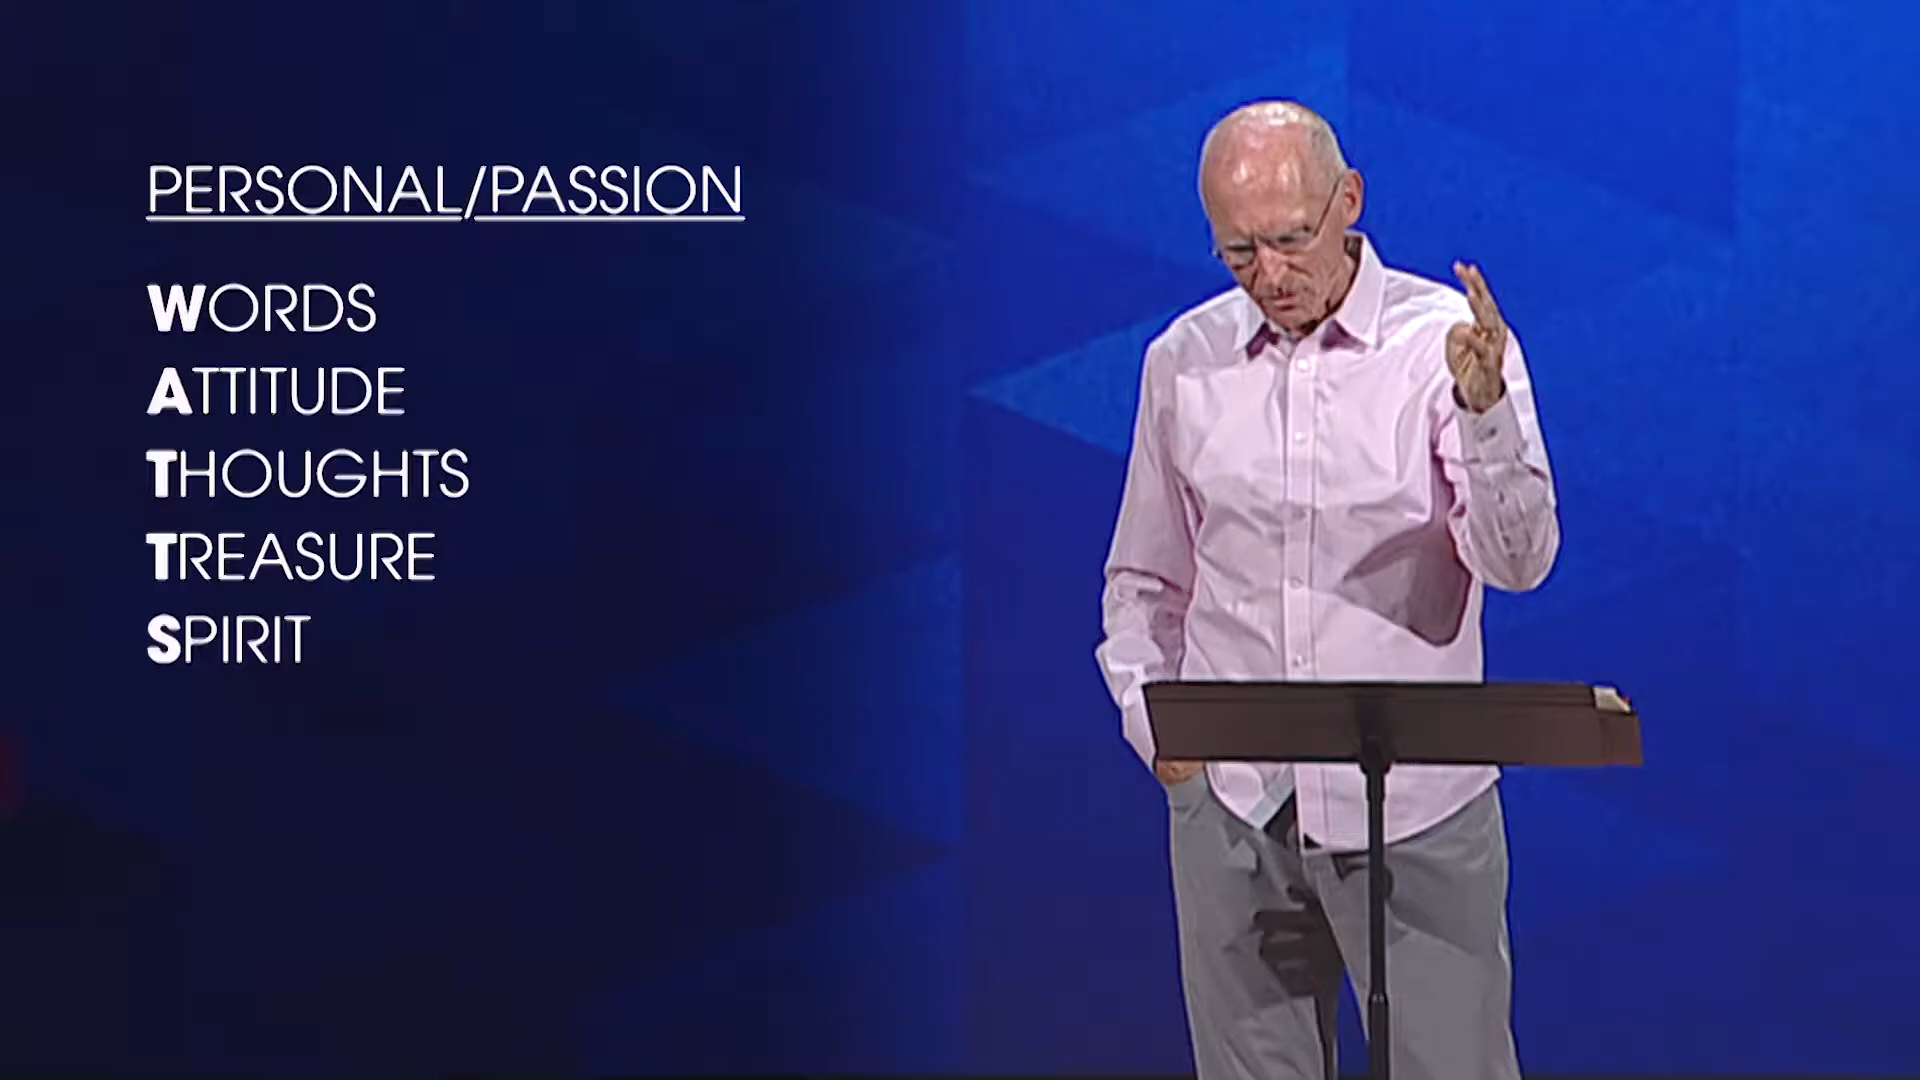 PERSONAL/PASSION
WORDS
ATTITUDE
THOUGHTS
TREASURE
SPIRIT